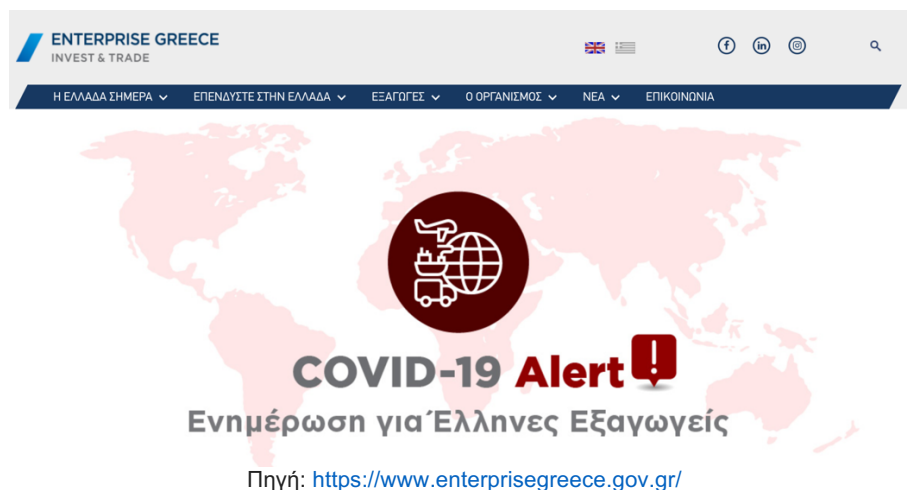 ENTERPRISE GREECE
INVEST & TRADE
Η ΕΛΛΑΔΑ ΣΗΜΕΡΑ ΕΠΕΝΔΥΣΤΕ ΣΤΗΝ ΕΛΛΑΔΑ ΕΞΑΓΩΓΕΣ Ο ΟΡΓΑΝΙΣΜΟΣ ΝΕΑ ΕΠΙΚΟΙΝΩΝΙΑ
COVID-19 Alert!
Ενημέρωση για Έλληνες Εξαγωγείς
Πηγή: https://www.enterprisegreece.gov.gr/